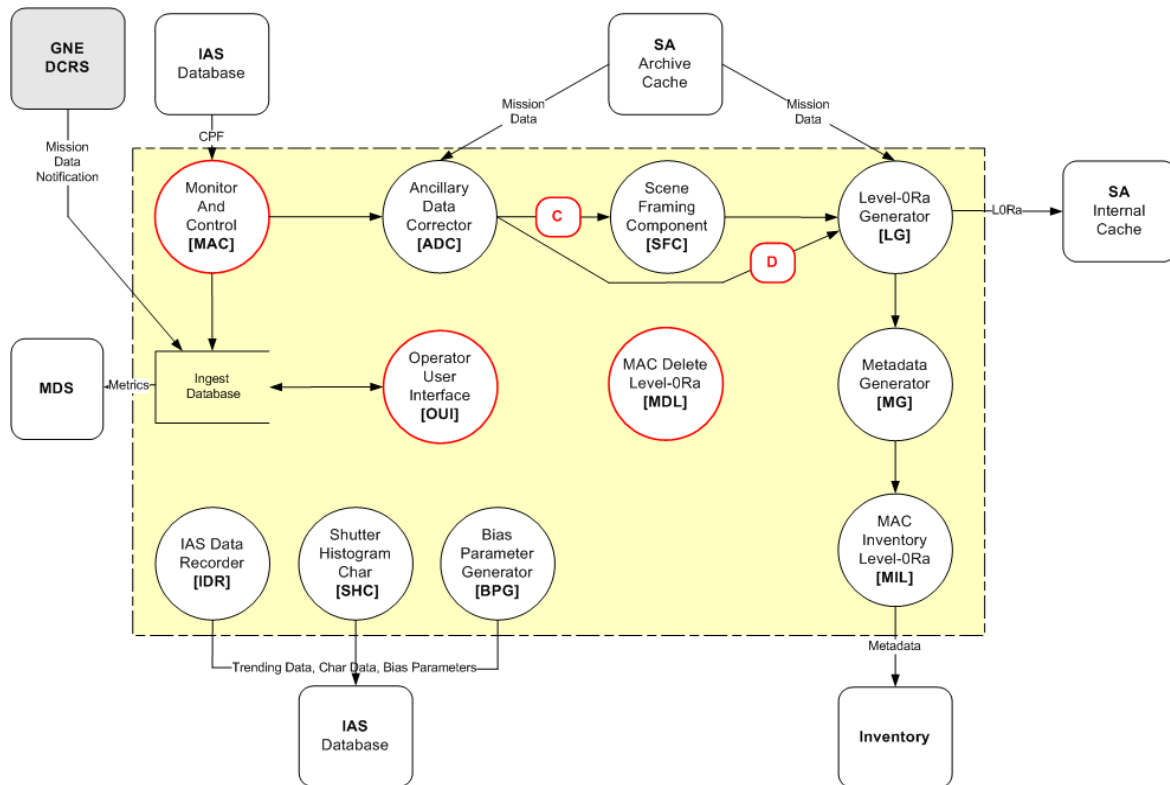 GNE
DCRS
IAS
Database
SA
Archive
Cache
Mission
Data
Mission
Data
Mission
Data
Notification
CPF
Monitor
And
Control
[MAC]
Ancillary
Data
Corrector
[ADC]
C
Scene
Framing
Component
[SFC]
D
Level-0Ra
Generator
[LG]
L0Ra
SA
Internal
Cache
MDS
Metrics
Ingest
Database
Operator
User
Interface
[OUI]
MAC Delete
Level-0Ra
[MDL]
Metadata
Generator
[MG]
IAS Data
Recorder
[IDR]
Shutter
Histogram
Char
[SHC]
Bias
Parameter
Generator
[BPG]
MAC
Inventory
Level-0Ra
[MIL]
Trending Data, Char Data, Bias Parameters
Metadata
IAS
Database
Inventory